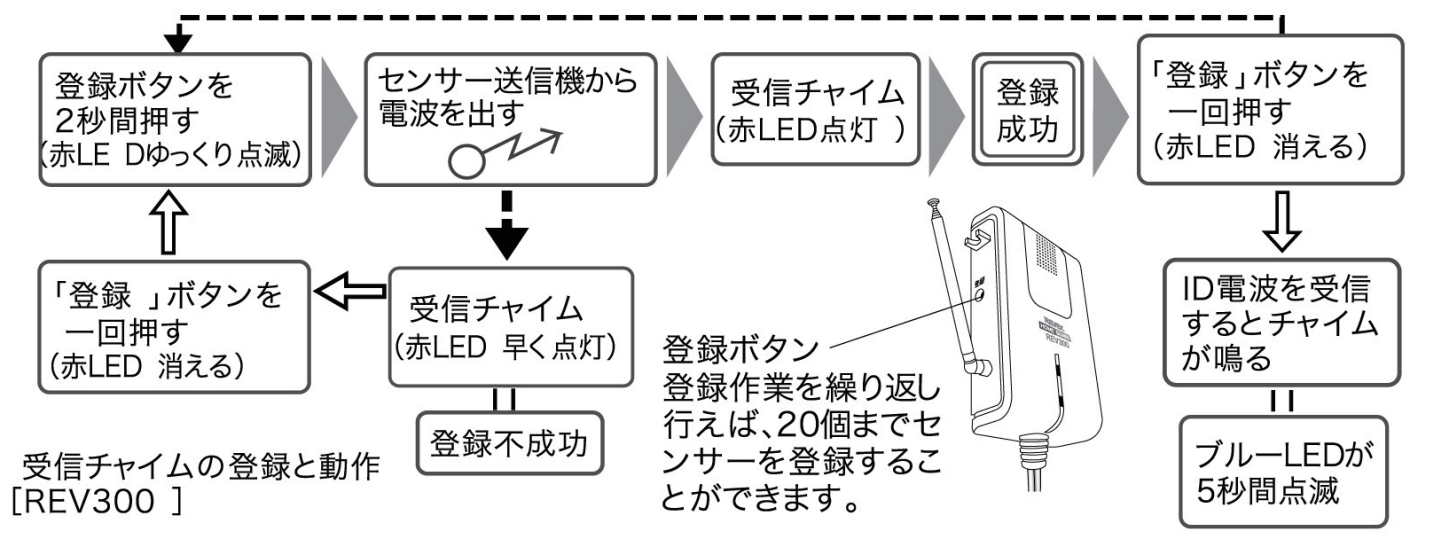 登録ボタンを
2秒間押す
(赤LE Dゆっくり点滅)
センサー送信機から
電波を出す
受信チャイム
(赤LED点灯 )
登録
成功
「登録 」ボタンを
一回押す
(赤LED 消える)
「登録 」ボタンを
一回押す
(赤LED 消える)
受信チャイム
(赤LED 早く点灯)
登録不成功
ID電波を受信
するとチャイム
が鳴る
ブルーLEDが
5秒間点滅
登録ボタン
登録作業を繰り返し
行えば、20個までセ
ンサーを登録するこ
とができます。
REV300
受信チャイムの登録と動作
[REV300 ]